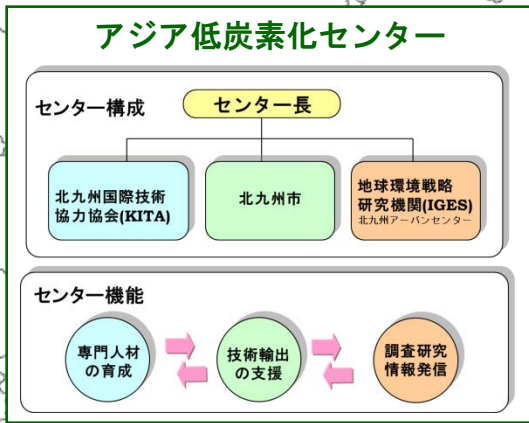 アジア低炭素化センター
センター構成
センター長
北九州国際技術
協力協会(KITA)
北九州市
地球環境戦略
研究機関(IGES)
北九州アーバンセンター
センター機能
専門人材
の育成
技術輸出
の支援
調査研究
情報発信